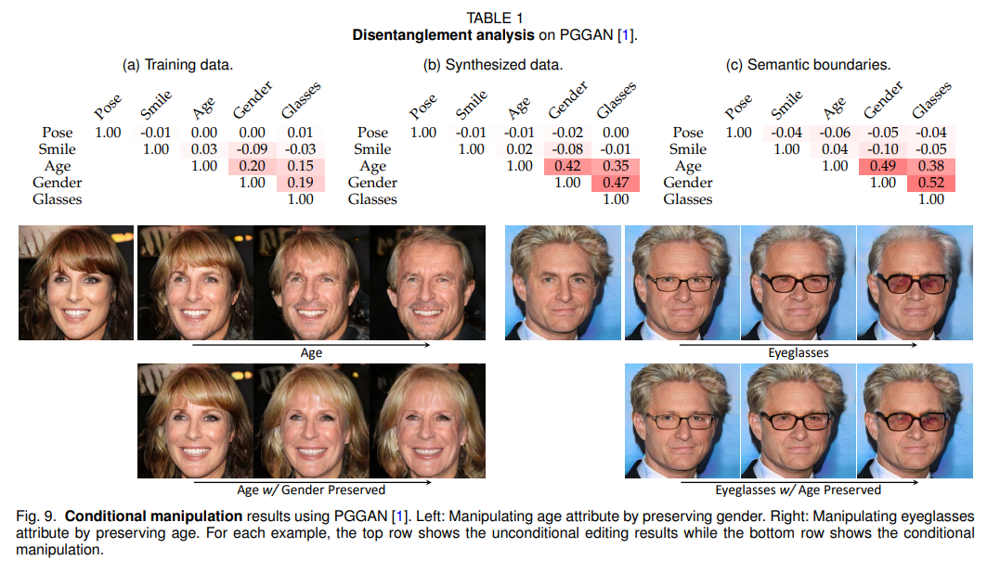 TABLE 1
Disentanglement analysis on PGGAN [1].
(a) Training data.
Pose Smile Age Gender Glasses
Pose 1.00 -0.01 0.00 0.00 0.01
Smile 1.00 0.03 -0.09 -0.03
Age 1.00 0.20 0.15
Gender 1.00 0.19
Glasses 1.00
(b) Synthesized data.
Pose Smile Age Gender Glasses
Pose 1.00 -0.01 -0.01 -0.02 0.00
Smile 1.00 0.02 -0.08 -0.01
Age 1.00 0.42 0.35
Gender 1.00 0.47
Glasses 1.00
(c) Semantic boundaries.
Pose Smile Age Gender Glasses
Pose 1.00 -0.04 -0.06 -0.05 -0.04
Smile 1.00 0.04 -0.10 -0.05
Age 1.00 0.49 0.38
Gender 1.00 0.52
Glasses 1.00
Age
Age w/ Gender Preserved
Eyeglasses
Eyeglasses w/ Age Preserved
Fig. 9. Conditional manipulation results using PGGAN [1]. Left: Manipulating age attribute by preserving gender. Right: Manipulating eyeglasses
attribute by preserving age. For each example, the top row shows the unconditional editing results while the bottom row shows the conditional
manipulation.